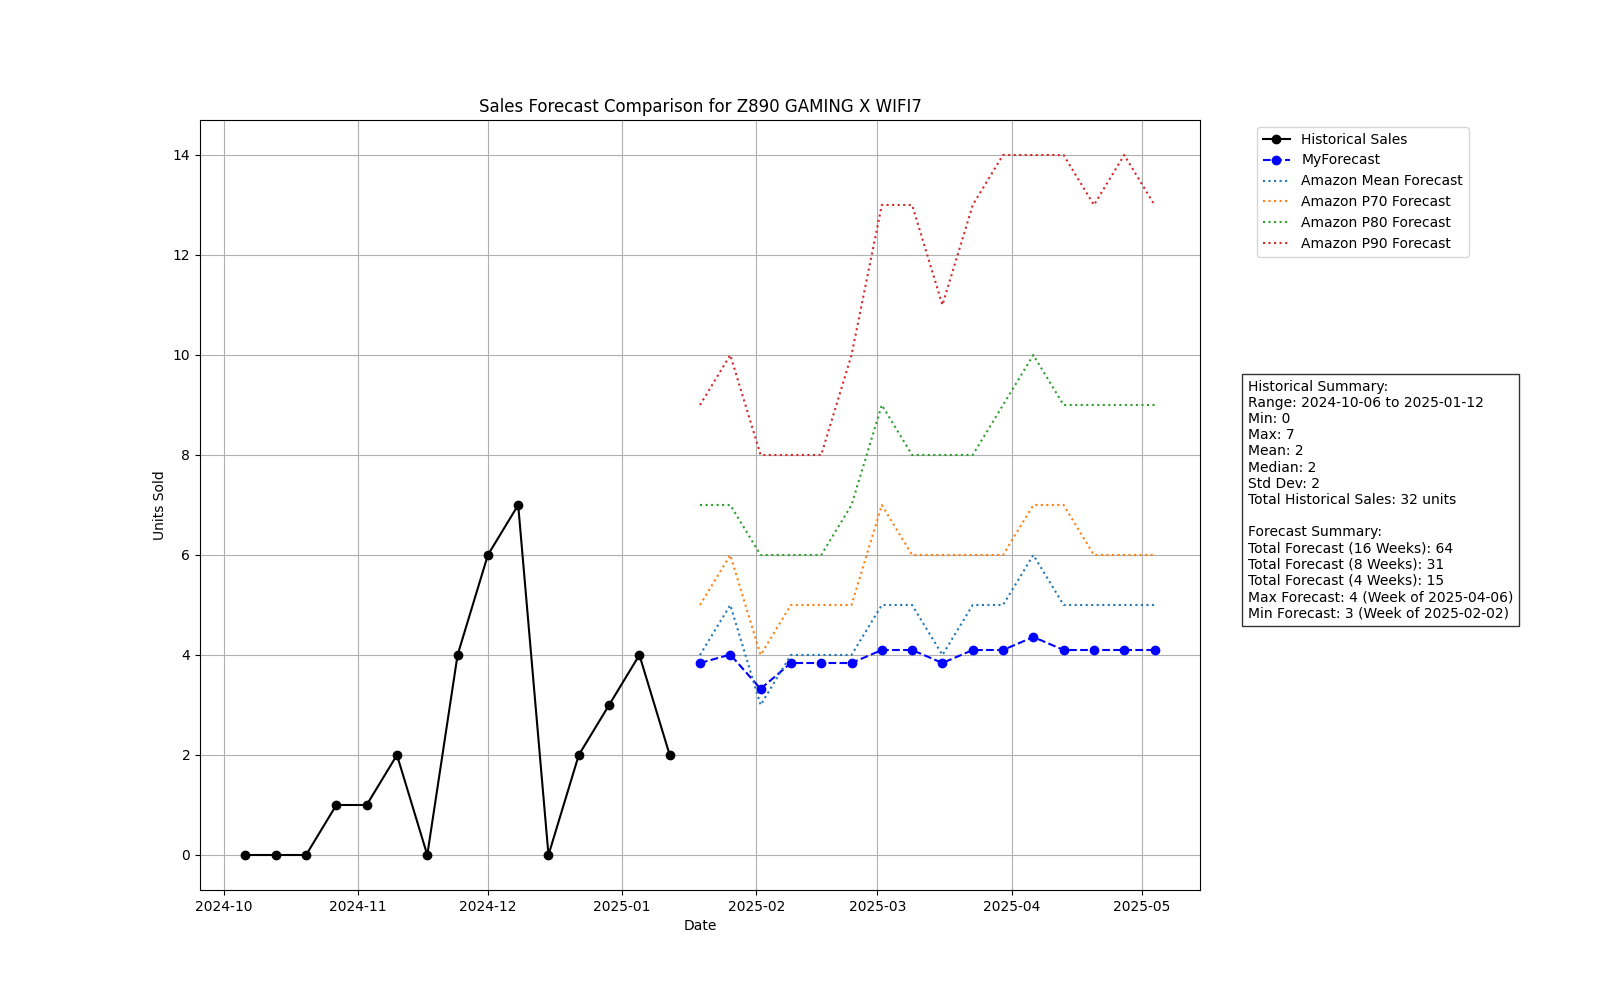 Sales Forecast Comparison for Z890 GAMING X WIFI7
Units Sold
14
12
10
8
6
4
2
0
2024-10
2024-11
2024-12
2025-01
2025-02
2025-03
2025-04
2025-05
Date
Historical Sales
MyForecast
Amazon Mean Forecast
Amazon P70 Forecast
Amazon P80 Forecast
Amazon P90 Forecast
Historical Summary:
Range: 2024-10-06 to 2025-01-12
Min: 0
Max: 7
Mean: 2
Median: 2
Std Dev: 2
Total Historical Sales: 32 units
Forecast Summary:
Total Forecast (16 Weeks): 64
Total Forecast (8 Weeks): 31
Total Forecast (4 Weeks): 15
Max Forecast: 4 (Week of 2025-04-06)
Min Forecast: 3 (Week of 2025-02-02)